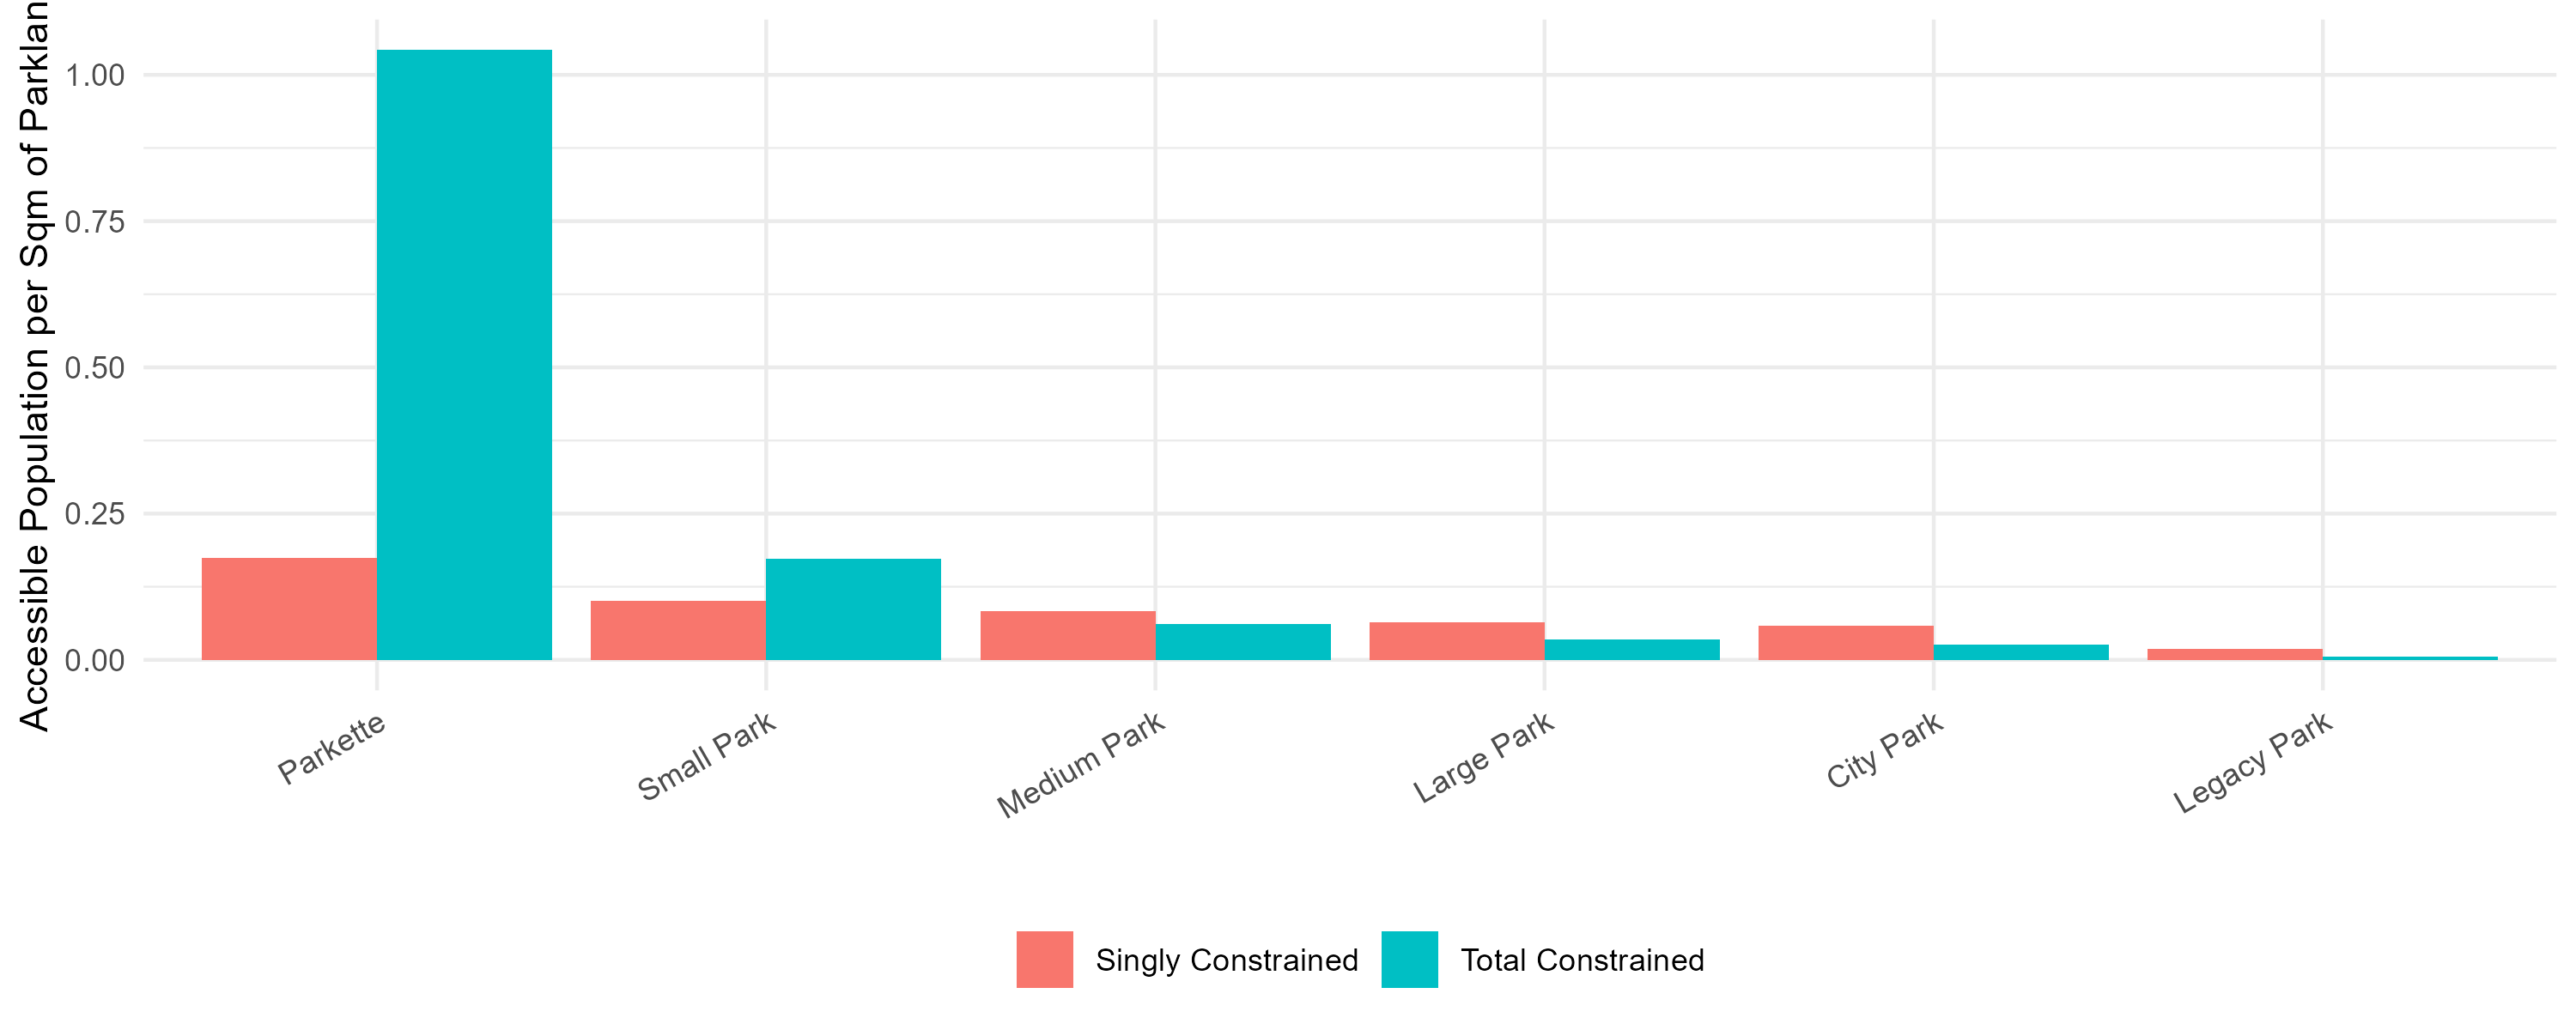 Accessible Population per Sqm of Parklan
1.00
0.75
0.50
0.25
0.00
Parkette
Small Park
Medium Park
Large Park
City Park
Legacy Park
Singly Constrained
Total Constrained